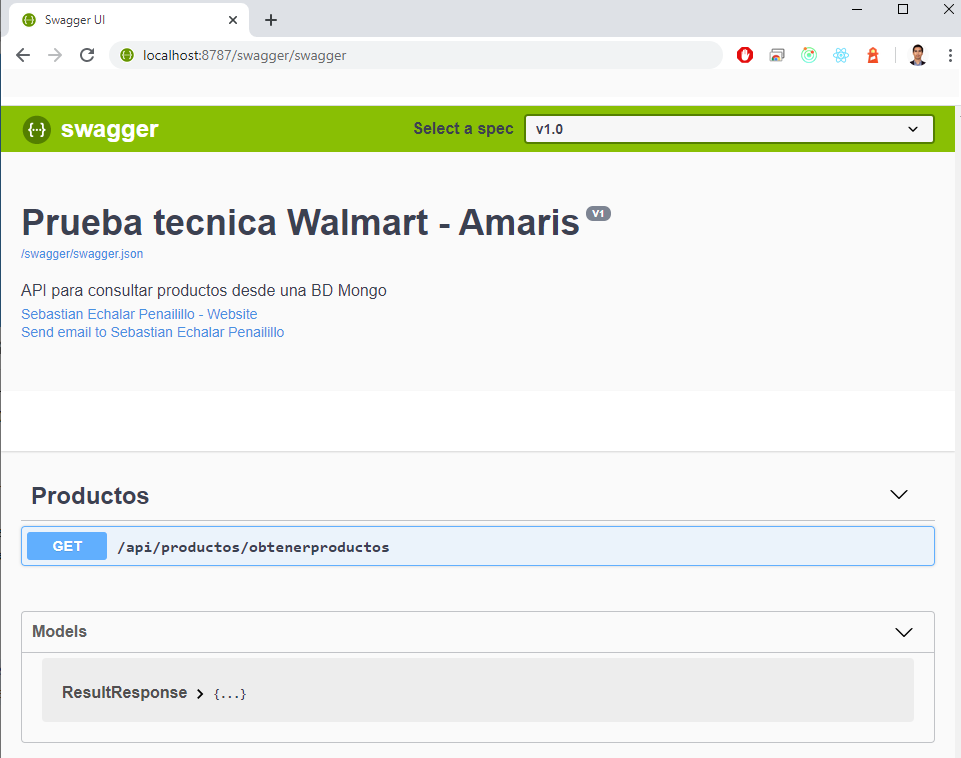 Swagger UI
localhost:8787/swagger/swagger
{··} swagger
Select a spec
v1.0
Prueba tecnica Walmart - Amaris V1
/swagger/swagger.json
API para consultar productos desde una BD Mongo
Sebastian Echalar Penailillo - Website
Send email to Sebastian Echalar Penailillo
Productos
GET /api/productos/obtenerproductos
Models
ResultResponse {...}